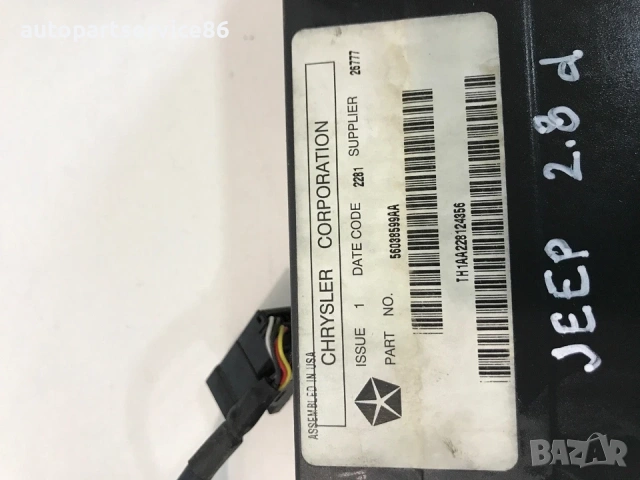 autopartservice86
ASSEMBLED IN USA
CHRYSLER CORPORATION
ISSUE 1 DATE CODE 2281 SUPPLIER 26777
PART NO. 56038599AA
TH1AA228124356
JEEP 2.8 d
BAZAR